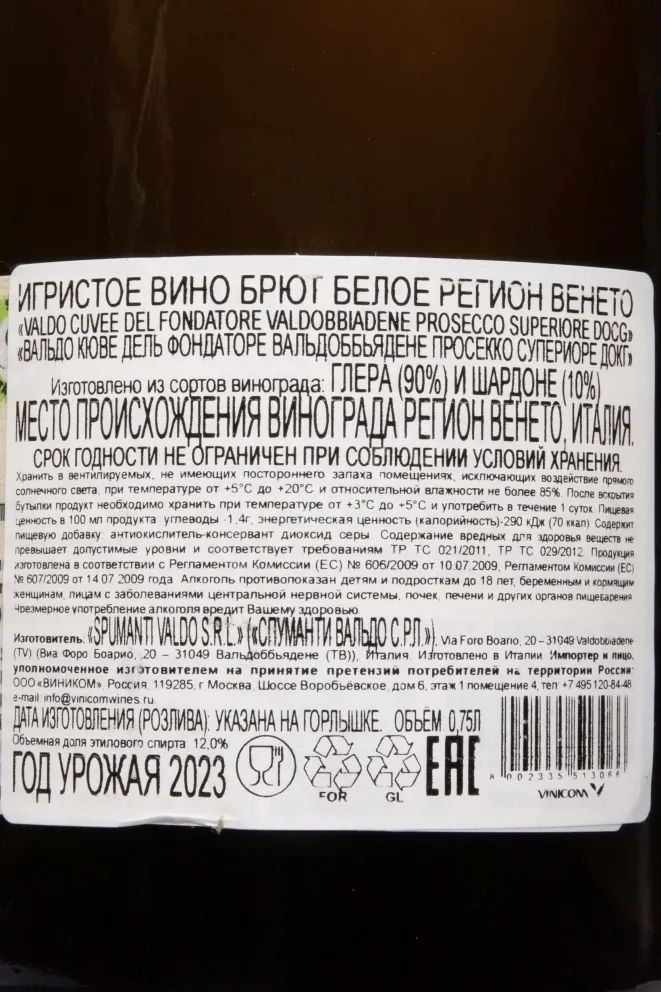 ИГРИСТОЕ ВИНО БРЮТ БЕЛОЕ РЕГИОН ВЕНЕТО
«VALDO CUVEE DEL FONDATORE VALDOBBIADENE PROSECCO SUPERIORE DOCG»
«ВАЛЬДО КЮВЕ ДЕЛЬ ФОНДАТОРЕ ВАЛЬДОББЬЯДЕНЕ ПРОСЕККО СУПЕРИОРЕ ДОКГ»
Изготовлено из сортов винограда: ГЛЕРА (90%) И ШАРДОНЕ (10%)
МЕСТО ПРОИСХОЖДЕНИЯ ВИНОГРАДА РЕГИОН ВЕНЕТО, ИТАЛИЯ.
СРОК ГОДНОСТИ НЕ ОГРАНИЧЕН ПРИ СОБЛЮДЕНИИ УСЛОВИЙ ХРАНЕНИЯ.
Хранить в вентилируемых, не имеющих постороннего запаха помещениях, исключающих воздействие прямого
солнечного света, при температуре от +5°С до +20°С и относительной влажности не более 85%. После вскрытия
бутылки продукт необходимо хранить при температуре от +3°С до +5°С и употребить в течение 1 суток. Пищевая
ценность в 100 мл продукта углеводы -1,4г, энергетическая ценность (калорийность)-290 кДж (70 ккал) Содержит
пищевую добавку: антиокислитель-консервант диоксид серы Содержание вредных для здоровья веществ не
превышает допустимые уровни и соответствует требованиям ТР ТС 021/2011, ТР ТС 029/2012. Продукция
изготовлена в соответствии с Регламентом Комиссии (ЕС) № 606/2009 от 10.07.2009, Регламентом Комиссии (ЕС)
№ 607/2009 от 14 07 2009 года Алкоголь противопоказан детям и подросткам до 18 лет, беременным и кормящим
женщинам, лицам с заболеваниями центральной нервной системы, почек, печени и других органов пищеварения
Чрезмерное употребление алкоголя вредит Вашему здоровью
Изготовитель: «SPUMANTI VALDO S.R.L.» («СПУМАНТИ ВАЛЬДО С.Р.Л.»), Via Foro Boario, 20 – 31049 Valdobbiadene
(TV) (Виа Форо Боарио, 20 – 31049 Вальдоббьядене (ТВ)), Италия. Изготовлено в Италии Импортер и лицо,
уполномоченное изготовителем на принятие претензий потребителей на территории России:
ООО «ВИНИКОМ», Россия, 119285, г Москва, Шоссе Воробьёвское, дом 6, этаж 1 помещение 4, тел: +7 495 120-84-48
e-mail: info@vinicomwines.ru
ДАТА ИЗГОТОВЛЕНИЯ (РОЗЛИВА): УКАЗАНА НА ГОРЛЫШКЕ. ОБЪЁМ 0,75Л
Объемная доля этилового спирта 12,0%
ГОД УРОЖАЯ 2023
FOR
GL
EAC
8 002335 513066
VINICOM